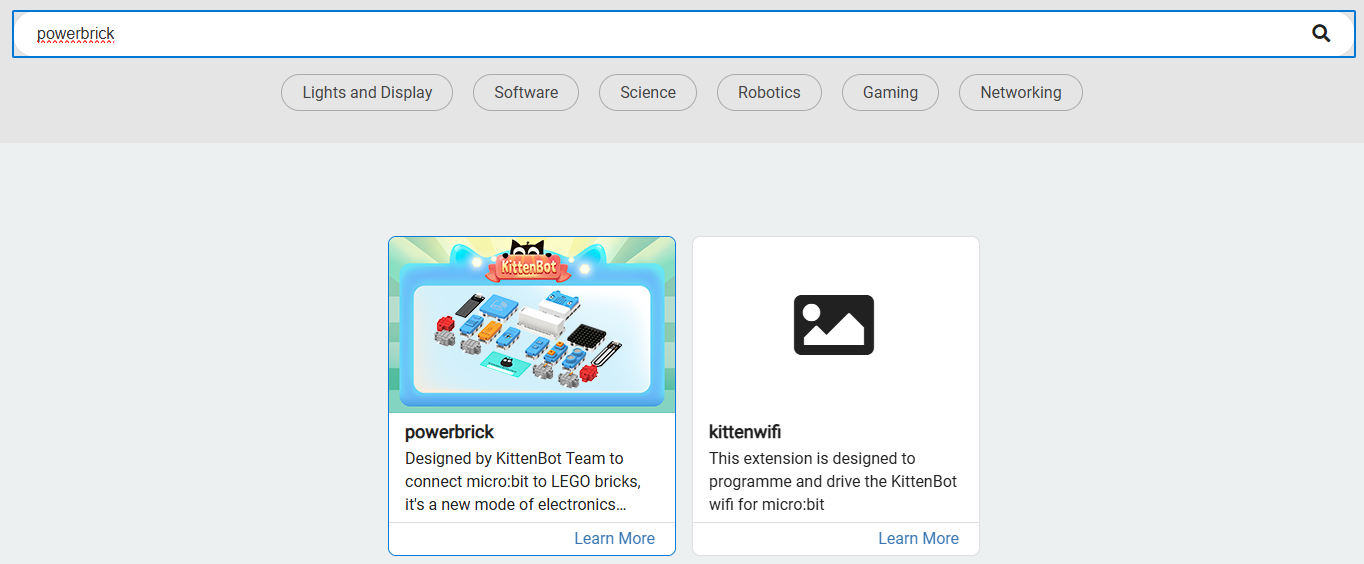 powerbrick
Lights and Display
Software
Science
Robotics
Gaming
Networking
KittenBot
powerbrick
Designed by KittenBot Team to
connect micro:bit to LEGO bricks,
it's a new mode of electronics...
Learn More
kittenwifi
This extension is designed to
programme and drive the KittenBot
wifi for micro:bit
Learn More